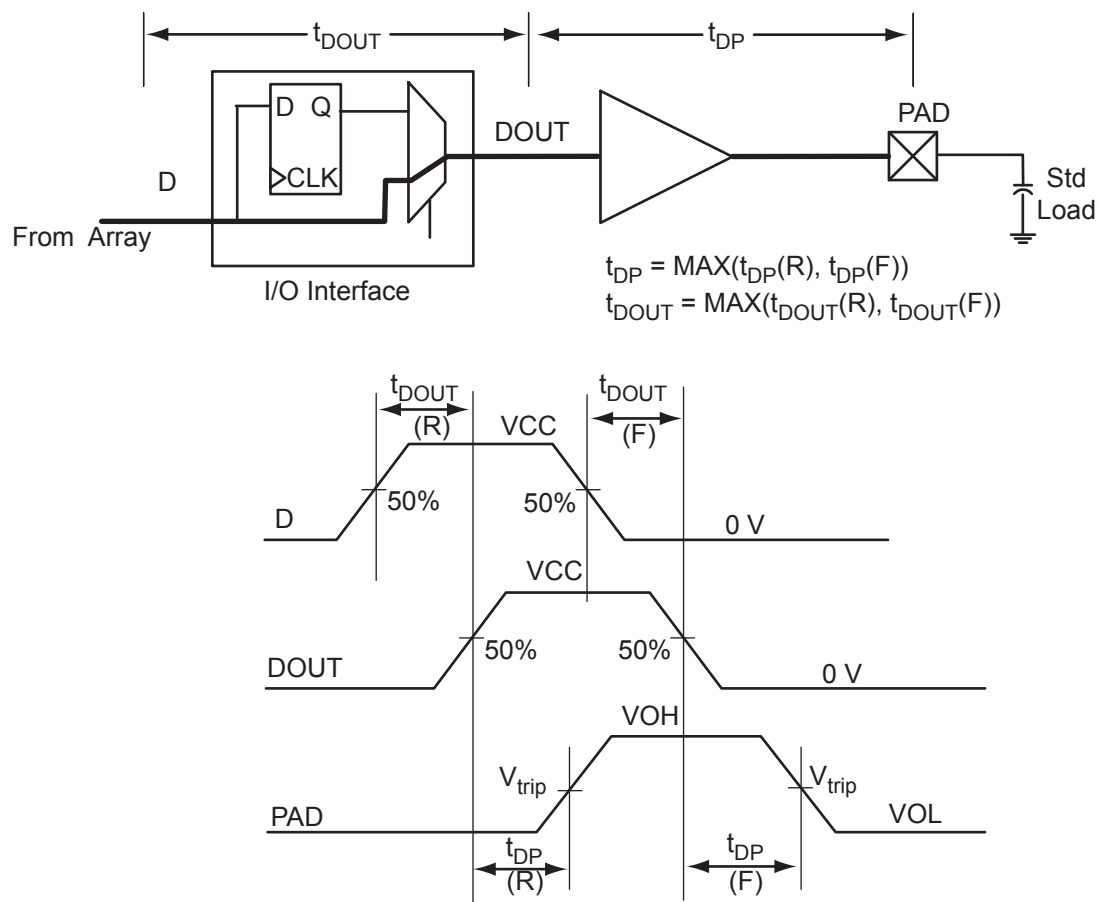 tDOUT
tDP
D Q
CLK
D
From Array
I/O Interface
DOUT
PAD
Std
Load
tDP = MAX(tDP(R), tDP(F))
tDOUT = MAX(tDOUT(R), tDOUT(F))
tDOUT
(R)
tDOUT
(F)
VCC
50%
50%
D
0 V
VCC
50%
50%
DOUT
0 V
VOH
Vtrip
Vtrip
PAD
VOL
tDP
(R)
tDP
(F)